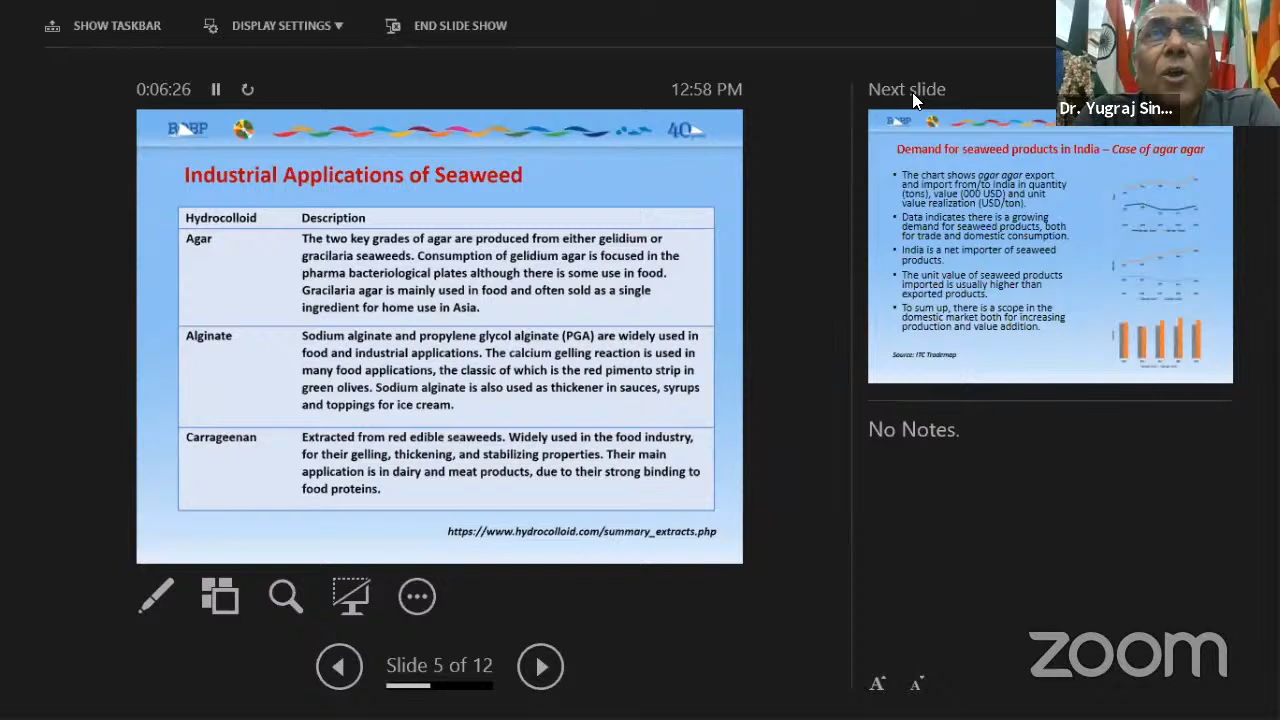 SHOW TASKBAR
DISPLAY SETTINGS ▼
END SLIDE SHOW
0:06:26
12:58 PM
Next slide
Dr. Yugraj Sin...
BOBP
40
Industrial Applications of Seaweed
Hydrocolloid Description
Agar
The two key grades of agar are produced from either gelidium or
gracilaria seaweeds. Consumption of gelidium agar is focused in the
pharma bacteriological plates although there is some use in food.
Gracilaria agar is mainly used in food and often sold as a single
ingredient for home use in Asia.
Alginate
Sodium alginate and propylene glycol alginate (PGA) are widely used in
food and industrial applications. The calcium gelling reaction is used in
many food applications, the classic of which is the red pimento strip in
green olives. Sodium alginate is also used as thickener in sauces, syrups
and toppings for ice cream.
Carrageenan
Extracted from red edible seaweeds. Widely used in the food industry,
for their gelling, thickening, and stabilizing properties. Their main
application is in dairy and meat products, due to their strong binding to
food proteins.
https://www.hydrocolloid.com/summary_extracts.php
Demand for seaweed products in India – Case of agar agar
• The chart shows agar agar export
and import from/to India in quantity
(tons), value (000 USD) and unit
value realization (USD/ton).
• Data indicates there is a growing
demand for seaweed products, both
for trade and domestic consumption.
• India is a net importer of seaweed
products.
• The unit value of seaweed products
imported is usually higher than
exported products.
• To sum up, there is a scope in the
domestic market both for increasing
production and value addition.
Source: ITC Trademap
No Notes.
Slide 5 of 12
A A
zoom